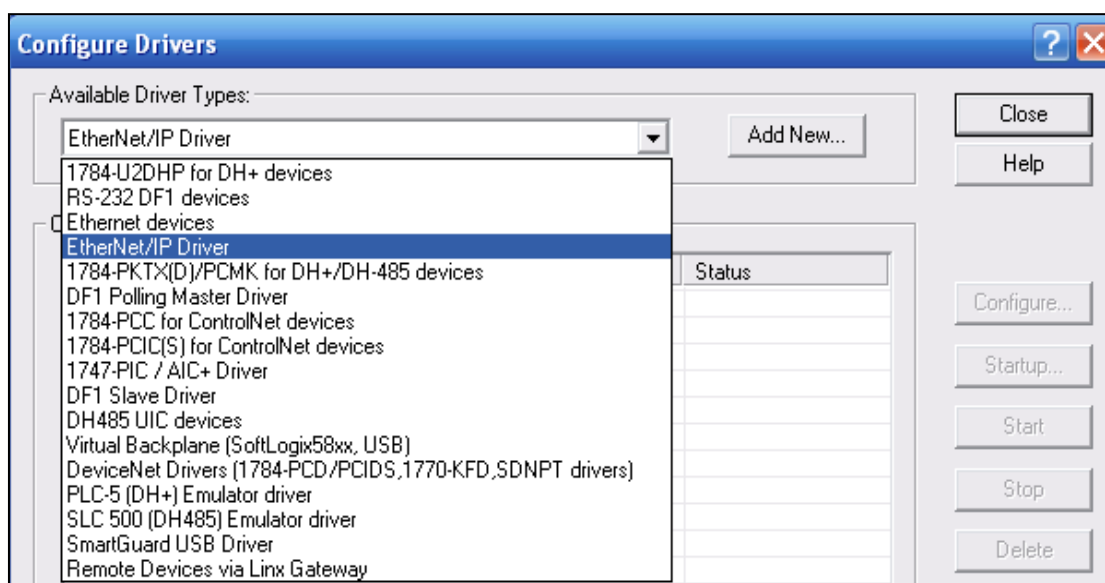 Configure Drivers
Available Driver Types:
EtherNet/IP Driver
Add New...
Close
Help
1784-U2DHP for DH+ devices
RS-232 DF1 devices
Ethernet devices
EtherNet/IP Driver
1784-PKTX(D)/PCMK for DH+/DH-485 devices
DF1 Polling Master Driver
1784-PCC for ControlNet devices
1784-PCIC(S) for ControlNet devices
1747-PIC / AIC+ Driver
DF1 Slave Driver
DH485 UIC devices
Virtual Backplane (SoftLogix58xx, USB)
DeviceNet Drivers (1784-PCD/PCIDS,1770-KFD,SDNPT drivers)
PLC-5 (DH+) Emulator driver
SLC 500 (DH485) Emulator driver
SmartGuard USB Driver
Remote Devices via Linx Gateway
Status
Configure...
Startup...
Start
Stop
Delete